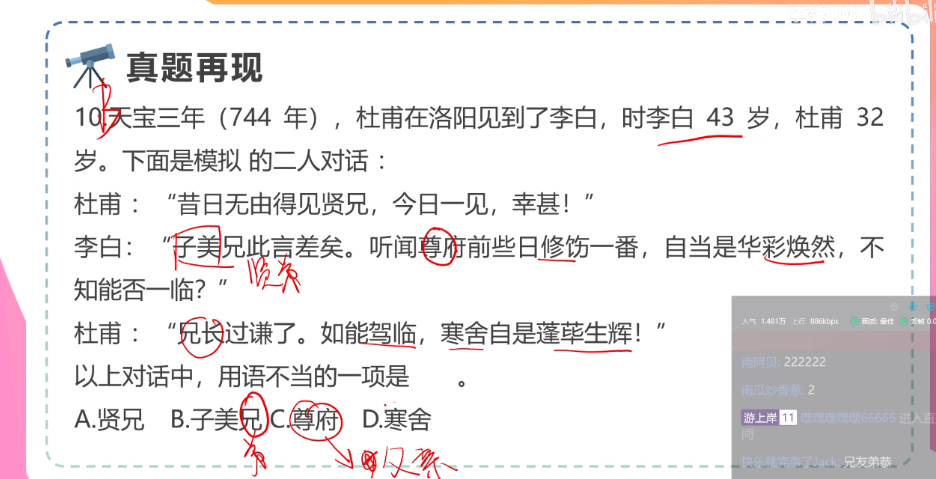 真题再现
10.天宝三年（744 年），杜甫在洛阳见到了李白，时李白 43 岁，杜甫 32
岁。下面是模拟 的二人对话：
杜甫：“昔日无由得见贤兄，今日一见，幸甚！”
李白：“子美兄此言差矣。听闻尊府前些日修饬一番，自当是华彩焕然，不
贤弟
知能否一临？”
杜甫：“兄长过谦了。如能驾临，寒舍自是蓬荜生辉！”
以上对话中，用语不当的一项是 。
A.贤兄 B.子美兄 C.尊府 D.寒舍
弟
人气 1.481万 上行 886kbps 画质: 最佳 丢帧 0.0
南阿贝: 222222
南瓜炒香葱: 2
游上岸 11 嘿嘿嘿嘿嘿66666 进入直
间
快乐就完事了Jack: 兄友弟恭